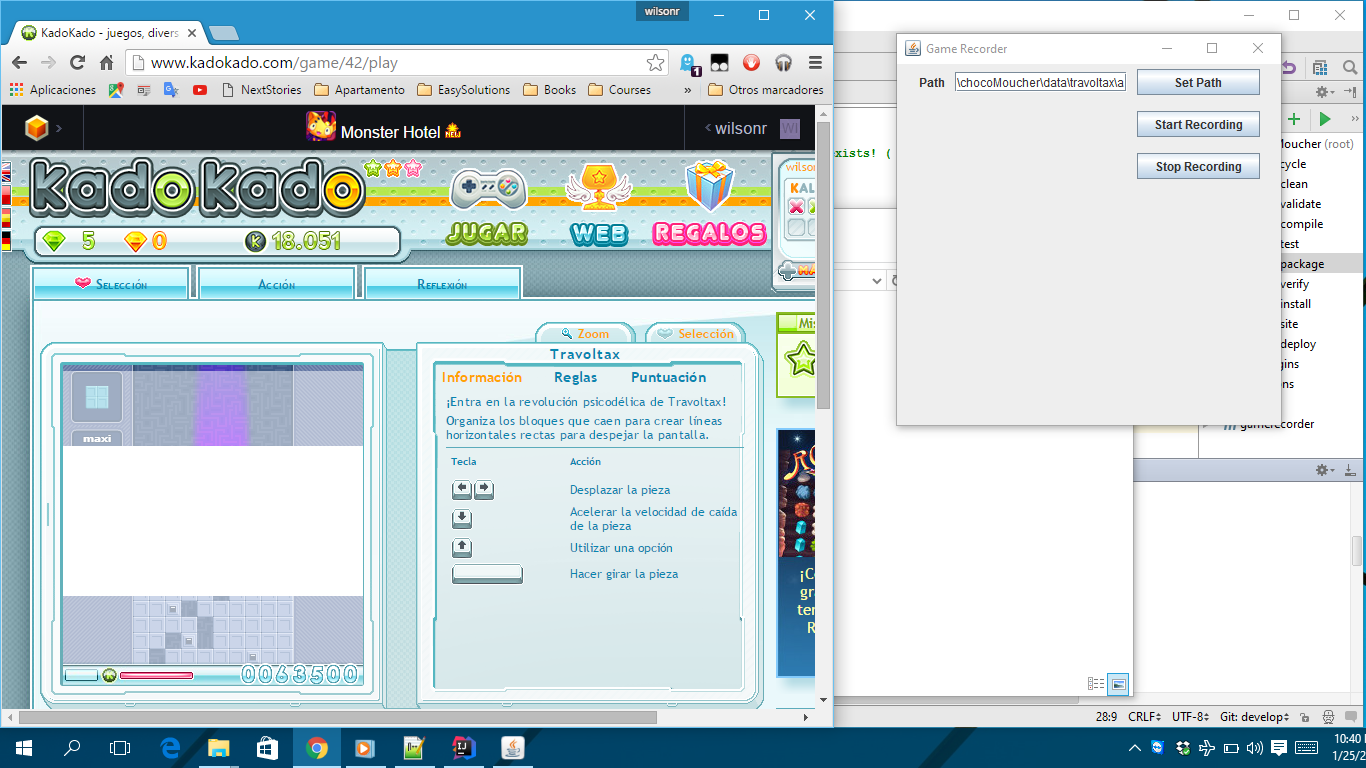 wilsonr
KadoKado - juegos, divers
www.kadokado.com/game/42/play
1
Aplicaciones
NextStories
Apartamento
EasySolutions
Books
Courses
»
Otros marcadores
Monster Hotel NEW
wilsonr
WI
KadoKado
5
0
K 18.051
JUGAR
WEB
REGALOS
Selección
Acción
Reflexión
Zoom
Selección
Travoltax
Información
Reglas
Puntuación
¡Entra en la revolución psicodélica de Travoltax!
Organiza los bloques que caen para crear líneas
horizontales rectas para despejar la pantalla.
Tecla
Acción
Desplazar la pieza
Acelerar la velocidad de caída
de la pieza
Utilizar una opción
Hacer girar la pieza
maxi
0063500
Game Recorder
Path
\chocoMoucher\data\travoltax\a
Set Path
Start Recording
Stop Recording
xists! (
Moucher (root)
cycle
clean
validate
compile
test
package
verify
install
site
deploy
gins
ens
gamerecorder
28:9
CRLF
UTF-8
Git: develop
10:40
1/25/2